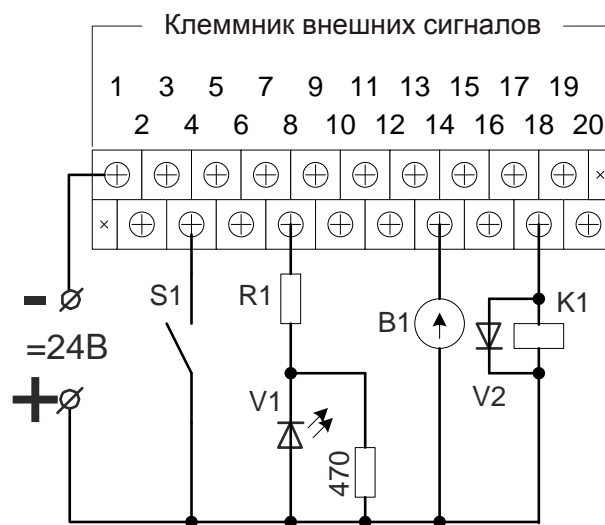 Клеммник внешних сигналов
1 3 5 7 9 11 13 15 17 19
2 4 6 8 10 12 14 16 18 20
S1
R1
B1
K1
-
=24В
+
V1
V2
470